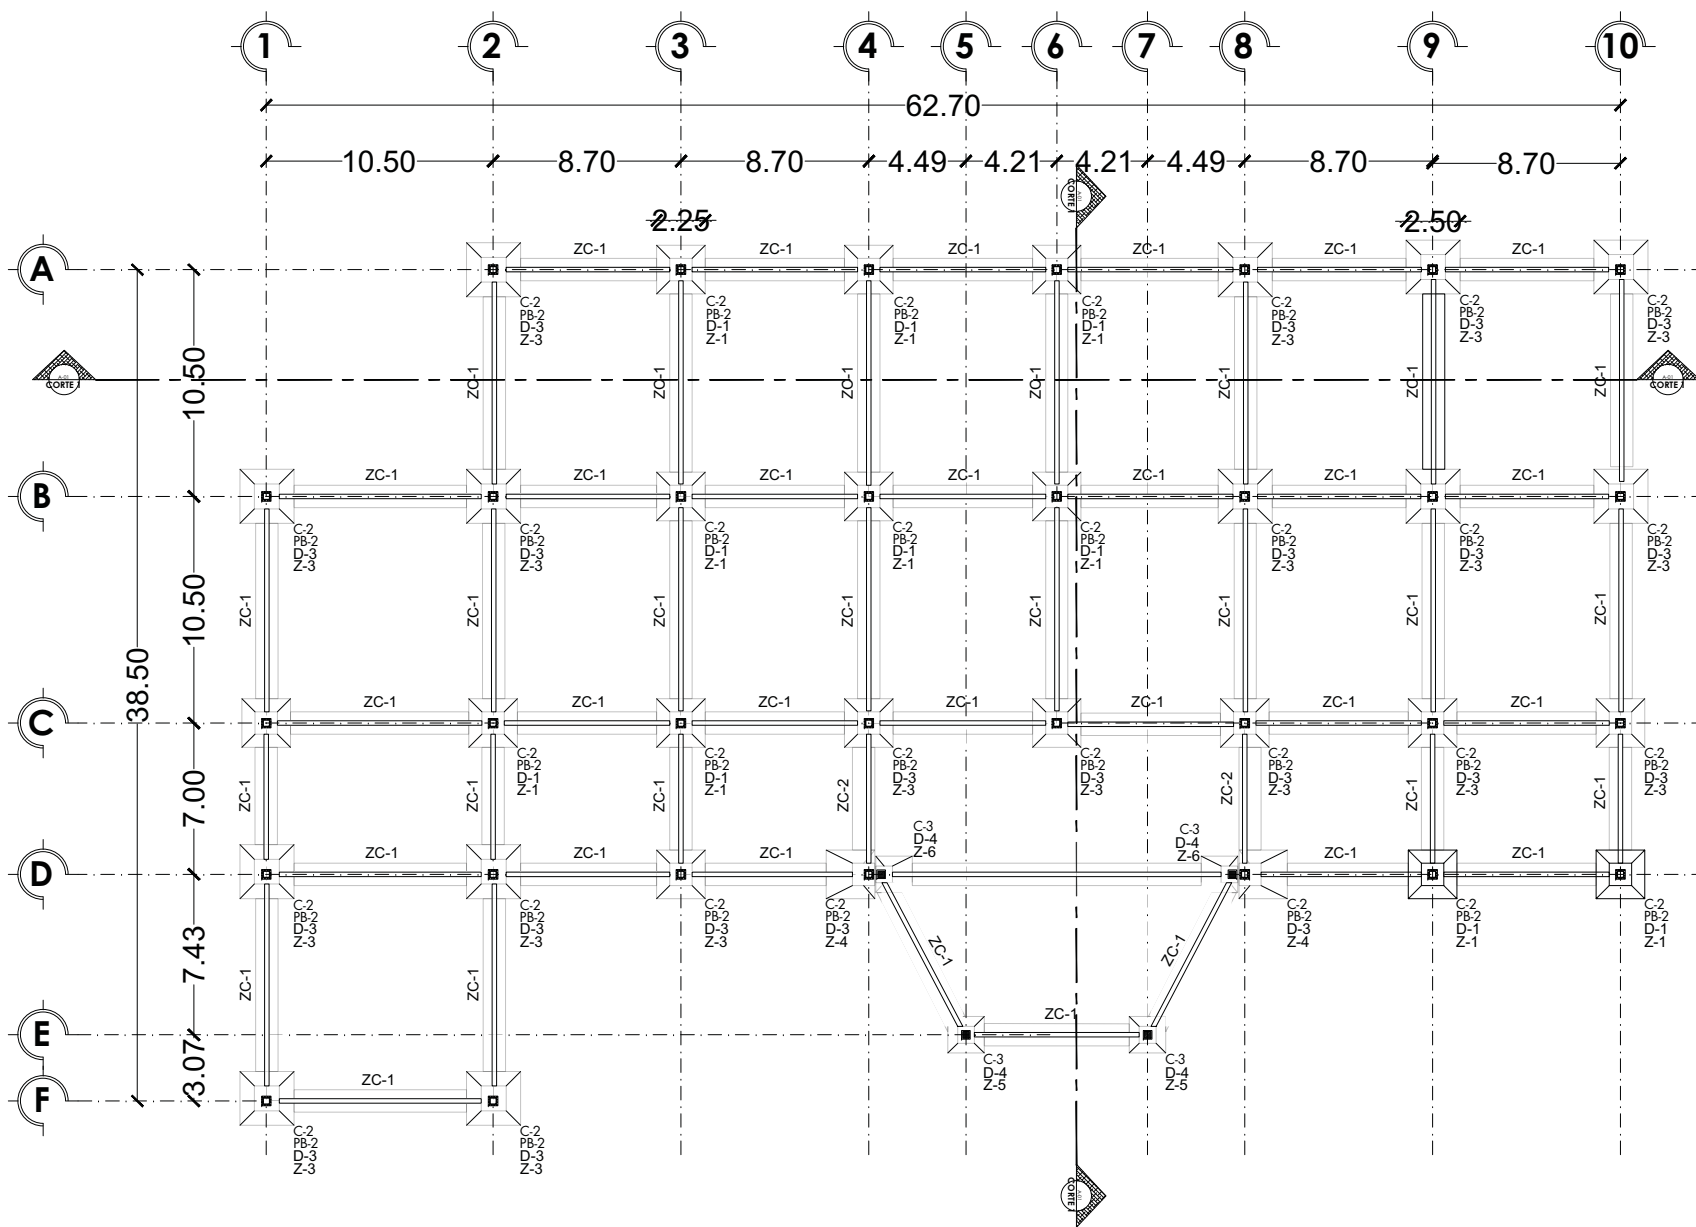 1 2 3 4 5 6 7 8 9 10
62.70
10.50 8.70 8.70 4.49 4.21 4.21 4.49 8.70 8.70
CORTE 1
2.25 2.50
ZC-1 ZC-1 ZC-1 ZC-1 ZC-1 ZC-1
A
C-2 C-2 C-2 C-2 C-2 C-2 C-2
PB-2 PB-2 PB-2 PB-2 PB-2 PB-2 PB-2
D-3 D-1 D-1 D-1 D-3 D-3 D-3
Z-3 Z-1 Z-1 Z-1 Z-3 Z-3 Z-3
10.50
A-01 A-01
CORTE 1 CORTE 1
ZC-1 ZC-1 ZC-1 ZC-1 ZC-1 ZC-1 ZC-1
ZC-1 ZC-1 ZC-1 ZC-1 ZC-1 ZC-1 ZC-1
B
C-2 C-2 C-2 C-2 C-2 C-2 C-2 C-2
PB-2 PB-2 PB-2 PB-2 PB-2 PB-2 PB-2 PB-2
D-3 D-3 D-1 D-1 D-1 D-3 D-3 D-3
Z-3 Z-3 Z-1 Z-1 Z-1 Z-3 Z-3 Z-3
10.50
ZC-1 ZC-1 ZC-1 ZC-1 ZC-1 ZC-1 ZC-1 ZC-1
38.50
ZC-1 ZC-1 ZC-1 ZC-1 ZC-1 ZC-1 ZC-1
C
C-2 C-2 C-2 C-2 C-2 C-2 C-2
PB-2 PB-2 PB-2 PB-2 PB-2 PB-2 PB-2
D-1 D-1 D-3 D-3 D-3 D-3 D-3
Z-1 Z-1 Z-3 Z-3 Z-3 Z-3 Z-3
7.00
ZC-1 ZC-1 ZC-1 ZC-2 ZC-2 ZC-1 ZC-1
C-3 C-3
D-4 D-4
Z-6 Z-6
ZC-1 ZC-1 ZC-1 ZC-1 ZC-1
D
C-2 C-2 C-2 C-2 C-2 C-2 C-2
PB-2 PB-2 PB-2 PB-2 PB-2 PB-2 PB-2
D-3 D-3 D-3 D-3 D-3 D-1 D-1
Z-3 Z-3 Z-3 Z-4 Z-4 Z-1 Z-1
7.43
ZC-1 ZC-1 ZC-1 ZC-1
ZC-1
E
C-3 C-3
D-4 D-4
Z-5 Z-5
3.07
ZC-1
F
C-2 C-2
PB-2 PB-2
D-3 D-3
Z-3 Z-3